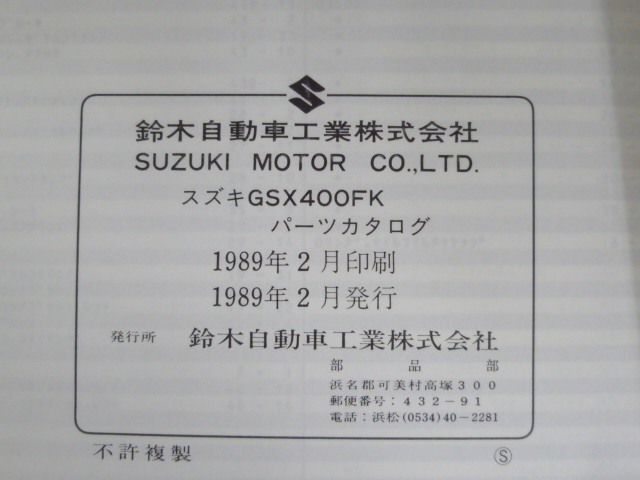 鈴木自動車工業株式会社
SUZUKI MOTOR CO.,LTD.
スズキGSX400FK
パーツカタログ
1989年2月印刷
1989年2月発行
発行所 鈴木自動車工業株式会社
部品部
浜名郡可美村高塚300
郵便番号:432-91
電話:浜松(0534)40-2281
不許複製 Ⓢ